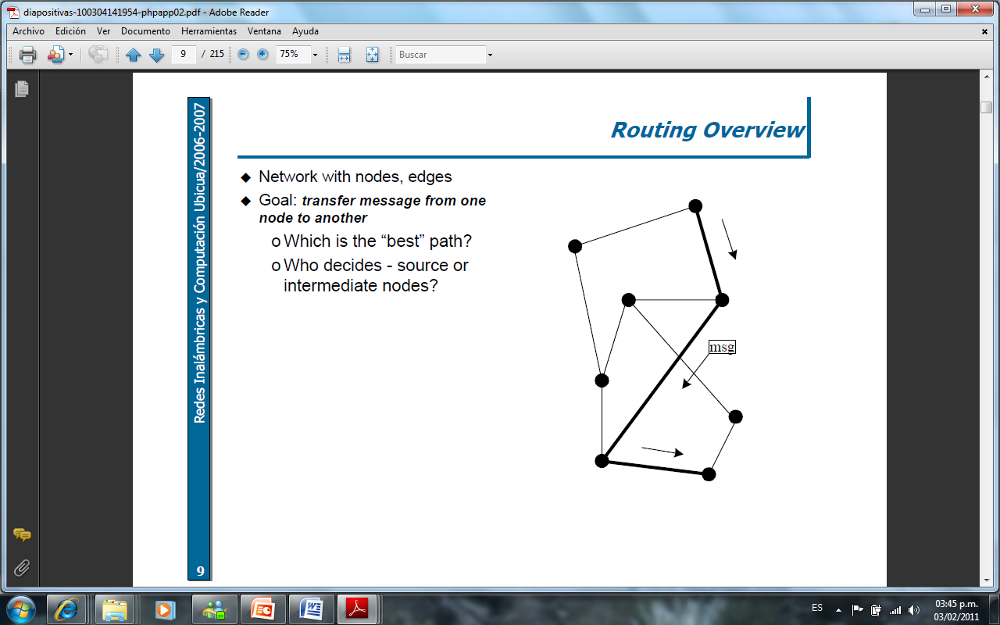 diapositivas-100304141954-phpapp02.pdf - Adobe Reader
Archivo Edición Ver Documento Herramientas Ventana Ayuda
9 / 215 75% Buscar
Redes Inalámbricas y Computación Ubicua/2006-2007
9
Routing Overview
Network with nodes, edges
Goal: transfer message from one
node to another
o Which is the “best” path?
o Who decides - source or
intermediate nodes?
msg
ES
03:45 p.m.
03/02/2011